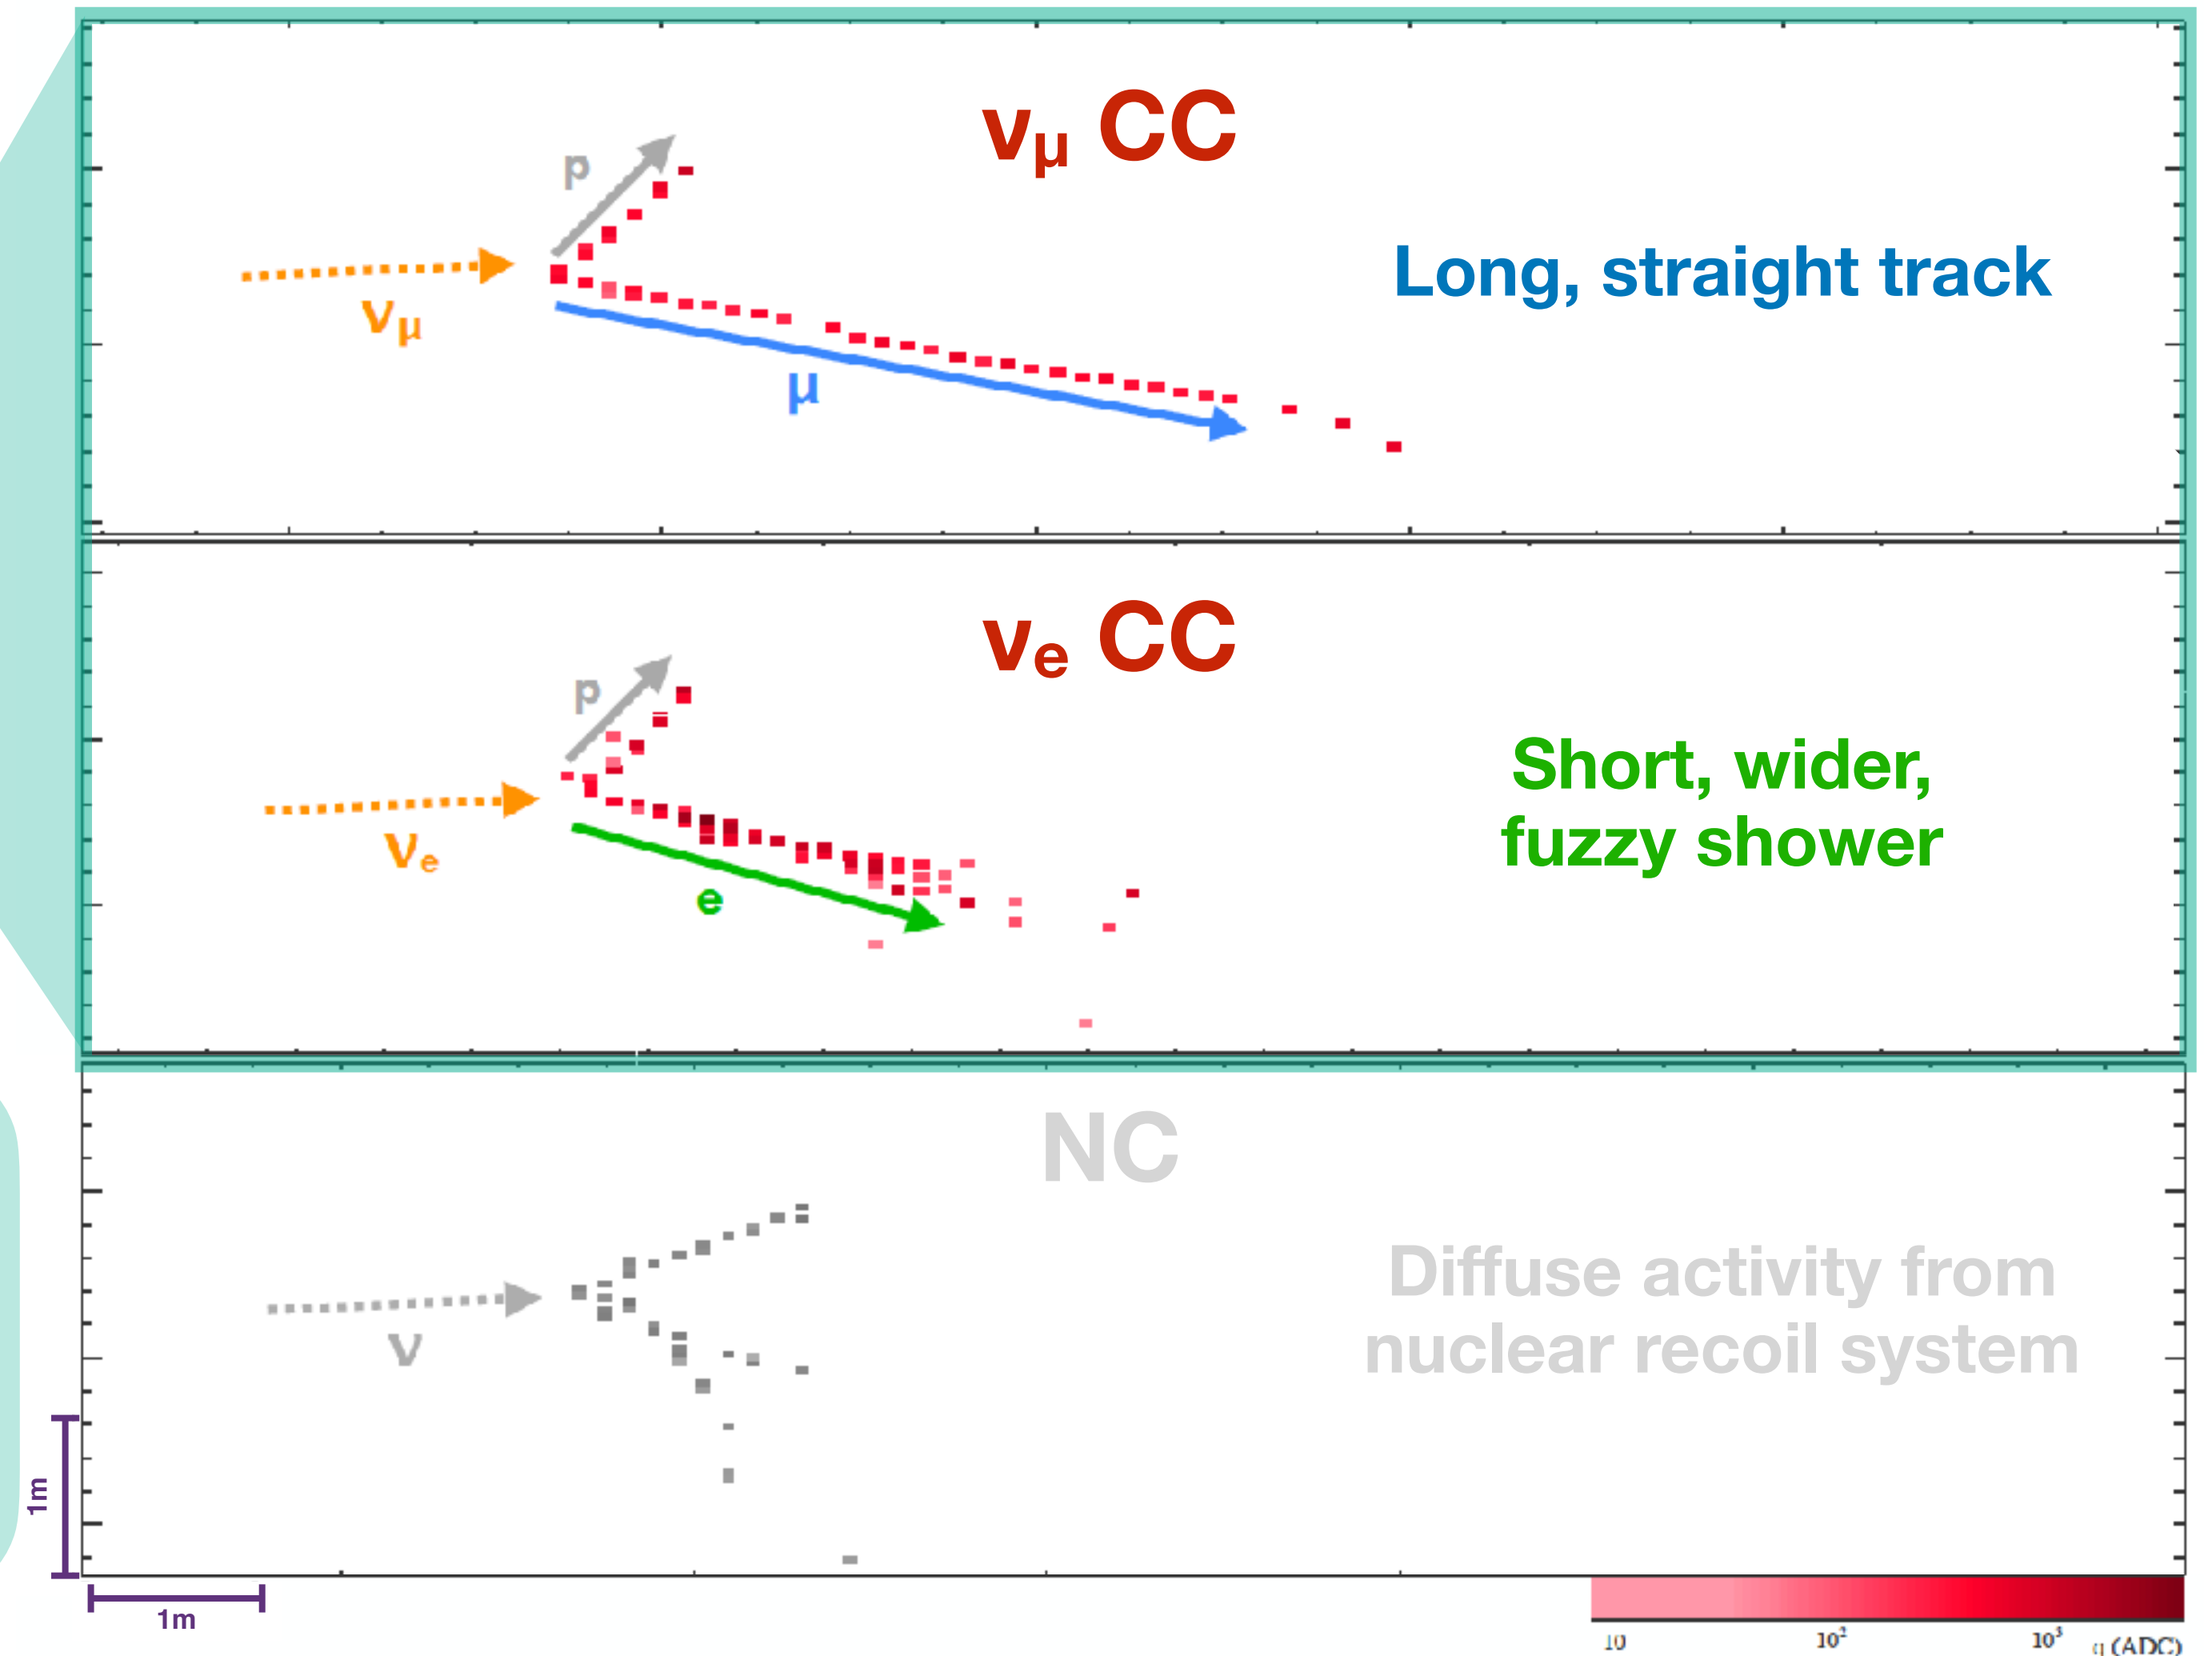 νμ CC
p
Long, straight track
νμ
μ
νe CC
p
Short, wider,
fuzzy shower
νe
e
NC
Diffuse activity from
nuclear recoil system
ν
1m
1m
10
10²
10³
q (ADC)